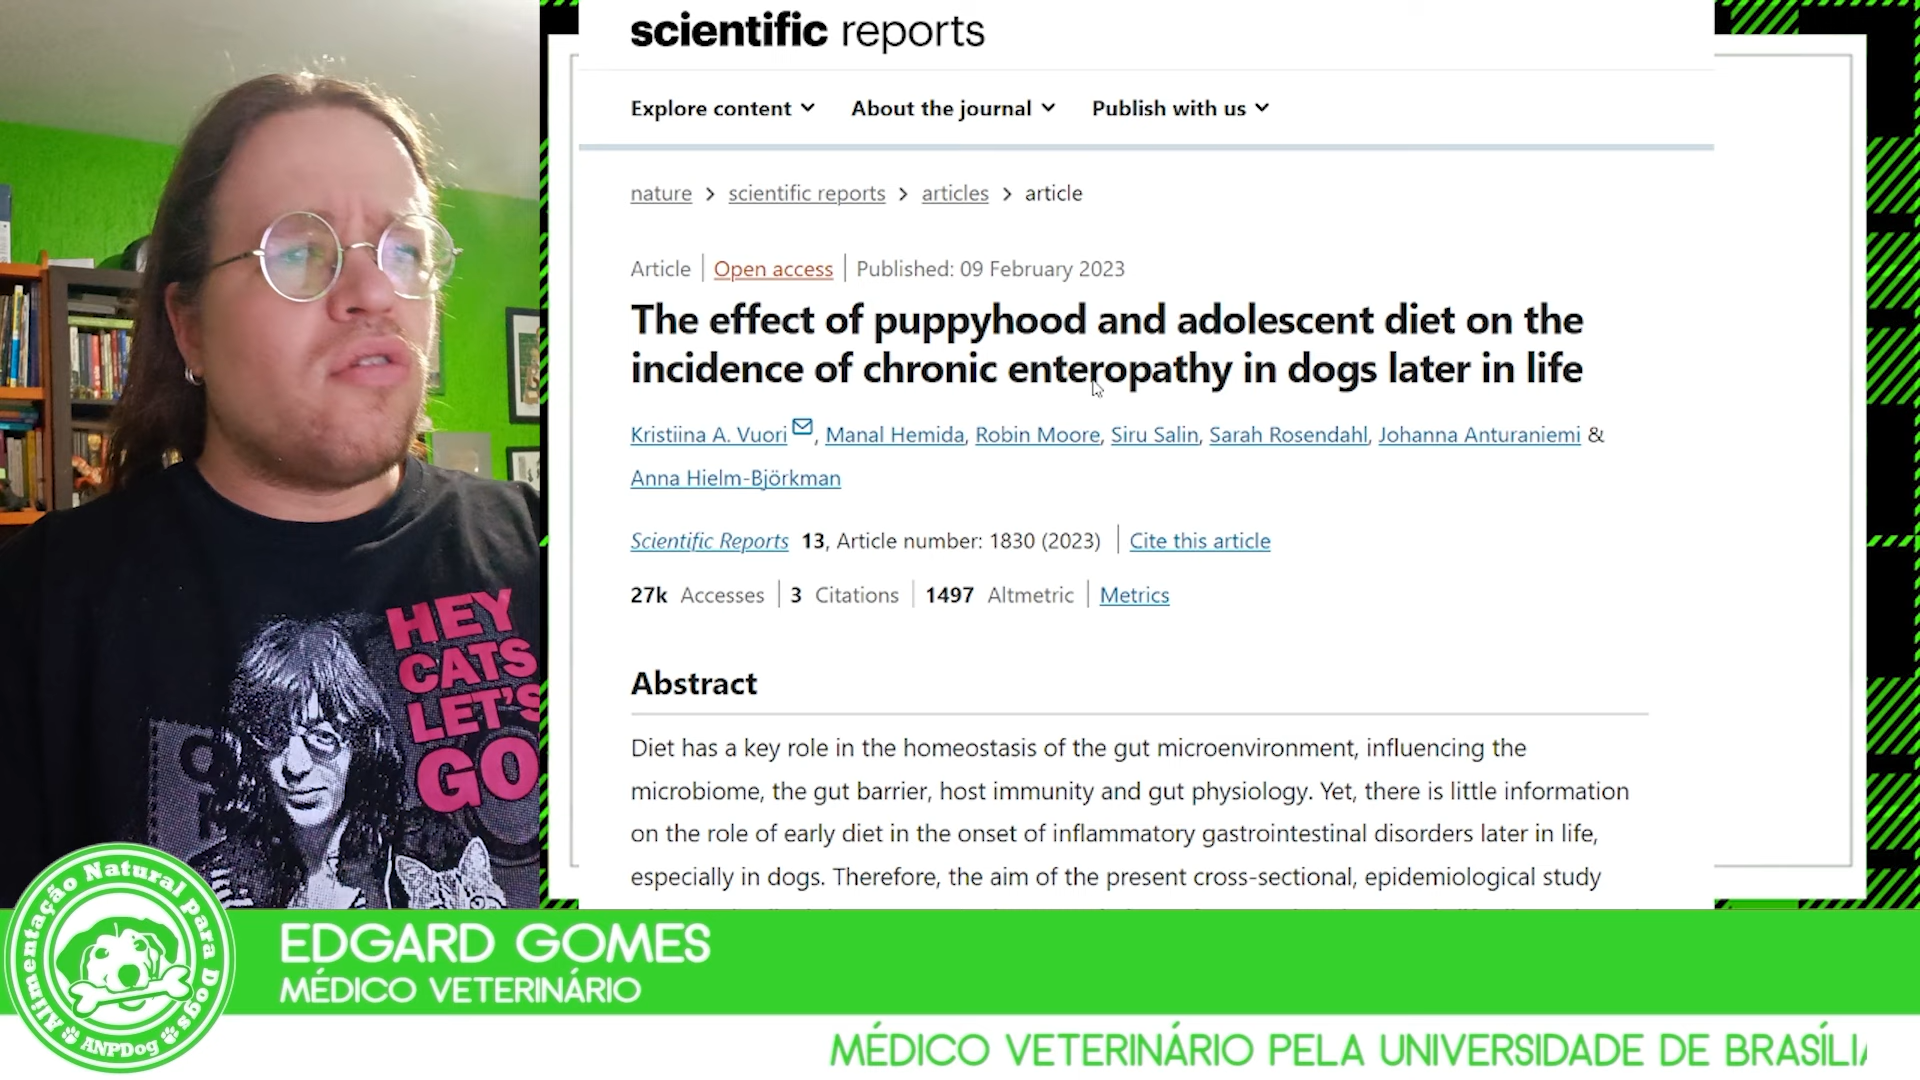 scientific reports
Explore content
About the journal
Publish with us
nature > scientific reports > articles > article
Article | Open access | Published: 09 February 2023
The effect of puppyhood and adolescent diet on the
incidence of chronic enteropathy in dogs later in life
Kristiina A. Vuori, Manal Hemida, Robin Moore, Siru Salin, Sarah Rosendahl, Johanna Anturaniemi &
Anna Hielm-Björkman
Scientific Reports 13, Article number: 1830 (2023) | Cite this article
27k Accesses | 3 Citations | 1497 Altmetric | Metrics
Abstract
Diet has a key role in the homeostasis of the gut microenvironment, influencing the
microbiome, the gut barrier, host immunity and gut physiology. Yet, there is little information
on the role of early diet in the onset of inflammatory gastrointestinal disorders later in life,
especially in dogs. Therefore, the aim of the present cross-sectional, epidemiological study
HEY
CATS
LET'S
GO
Alimentação Natural para Dogs
ANPDog
EDGARD GOMES
MÉDICO VETERINÁRIO
MÉDICO VETERINÁRIO PELA UNIVERSIDADE DE BRASÍLIA